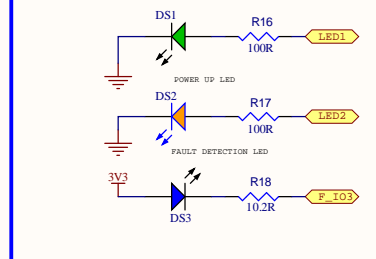 DS1
R16
LED1
100R
POWER UP LED
DS2
R17
LED2
100R
FAULT DETECTION LED
3V3
R18
F_IO3
10.2R
DS3